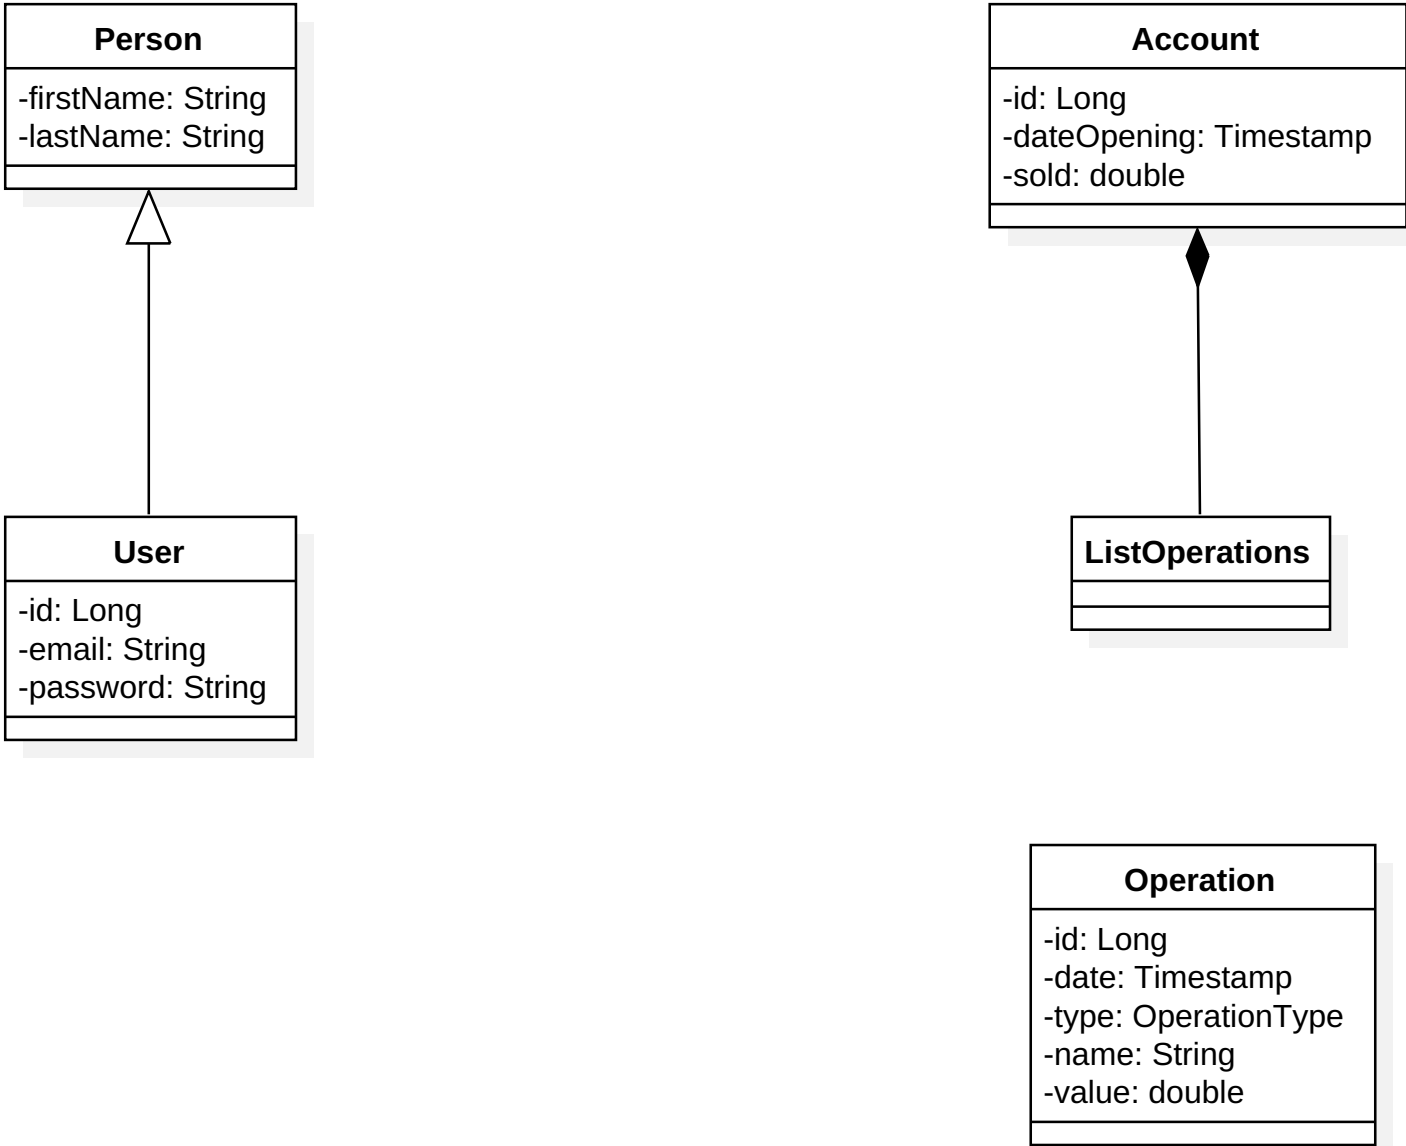 Person
-firstName: String
-lastName: String
Account
-id: Long
-dateOpening: Timestamp
-sold: double
User
-id: Long
-email: String
-password: String
ListOperations
Operation
-id: Long
-date: Timestamp
-type: OperationType
-name: String
-value: double